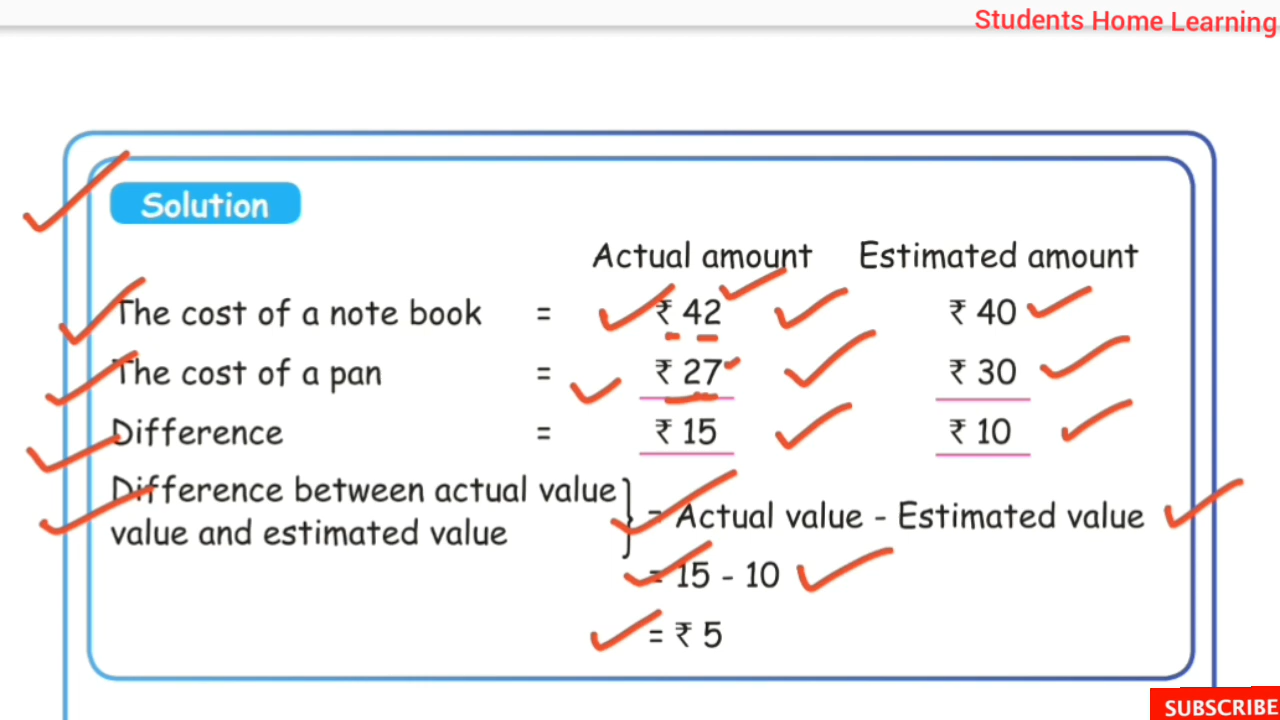 Students Home Learning
Solution
Actual amount Estimated amount
The cost of a note book = ₹ 42 ₹ 40
The cost of a pan = ₹ 27 ₹ 30
Difference = ₹ 15 ₹ 10
Difference between actual value
value and estimated value } = Actual value - Estimated value
= 15 - 10
= ₹ 5
SUBSCRIBE